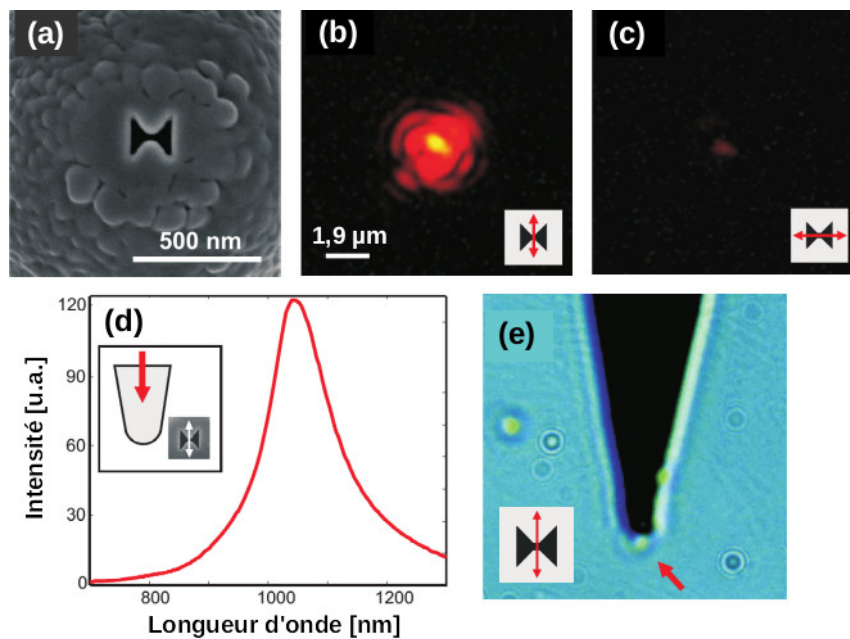 (a)
500 nm
(b)
1,9 µm
(c)
(d)
120
90
60
30
0
Intensité [u.a.]
800
1000
1200
Longueur d'onde [nm]
(e)